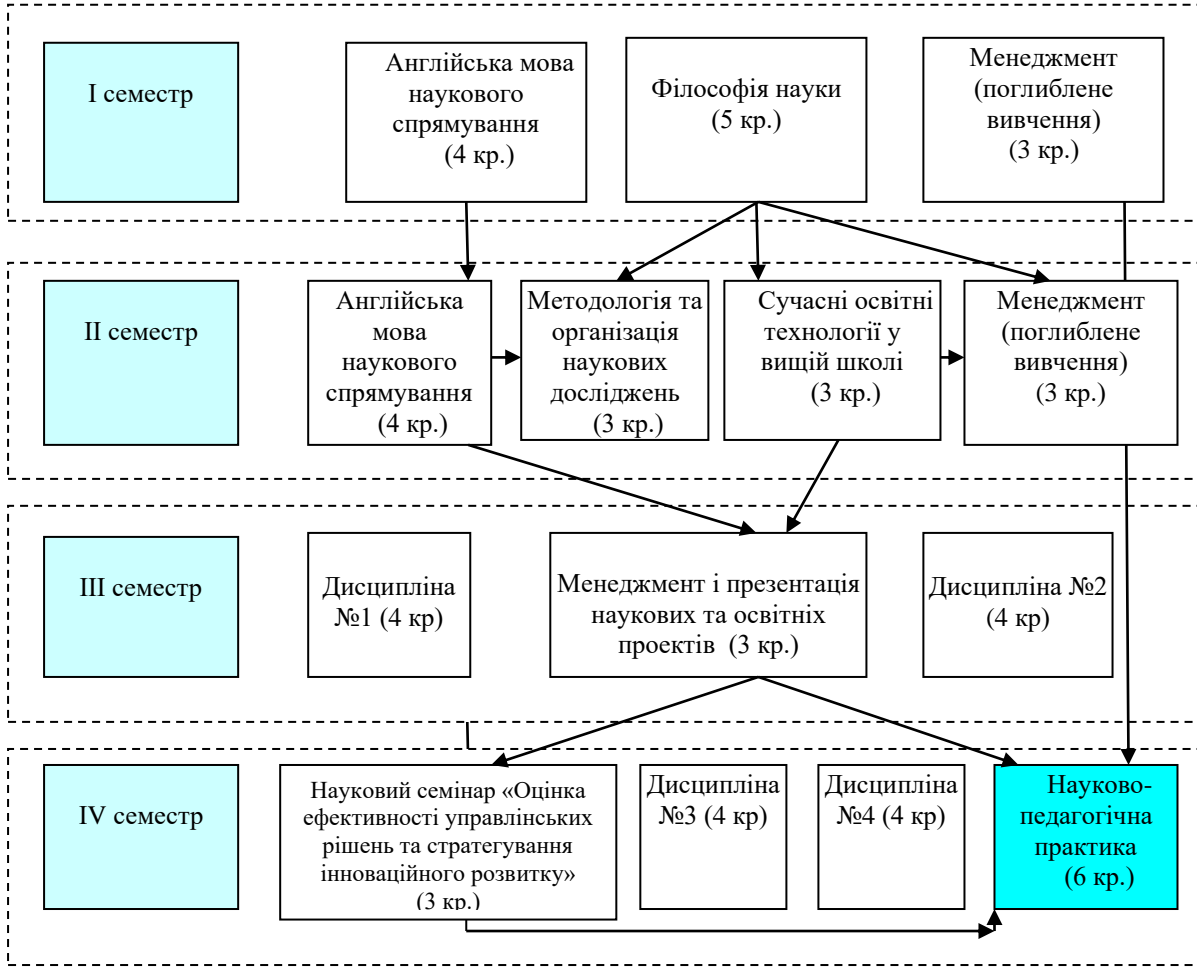 І семестр
Англійська мова
наукового
спрямування
(4 кр.)
Філософія науки
(5 кр.)
Менеджмент
(поглиблене
вивчення)
(3 кр.)
ІІ семестр
Англійська
мова
наукового
спрямування
(4 кр.)
Методологія та
організація
наукових
досліджень
(3 кр.)
Сучасні освітні
технології у
вищій школі
(3 кр.)
Менеджмент
(поглиблене
вивчення)
(3 кр.)
ІІІ семестр
Дисципліна
№1 (4 кр)
Менеджмент і презентація
наукових та освітніх
проектів (3 кр.)
Дисципліна №2
(4 кр)
IV семестр
Науковий семінар «Оцінка
ефективності управлінських
рішень та стратегування
інноваційного розвитку»
(3 кр.)
Дисципліна
№3 (4 кр)
Дисципліна
№4 (4 кр)
Науково-
педагогічна
практика
(6 кр.)